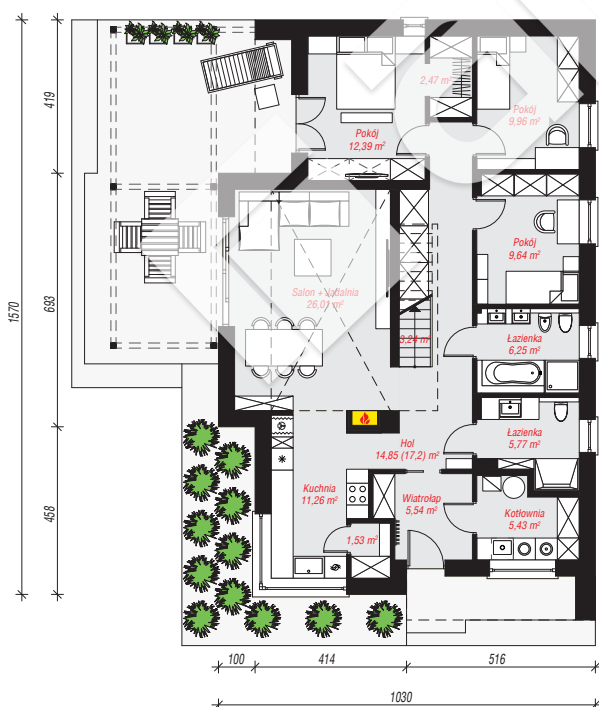 2,47 m²
Pokój
9,96 m²
Pokój
12,39 m²
419
Pokój
9,64 m²
Salon + Jadalnia
26,01 m²
683
1570
3,24 m²
Łazienka
6,25 m²
Łazienka
5,77 m²
Hol
14,85 (17,2) m²
Kuchnia
11,26 m²
Wiatrołap
5,54 m²
Kotłownia
5,43 m²
458
1,53 m²
100
414
516
1030